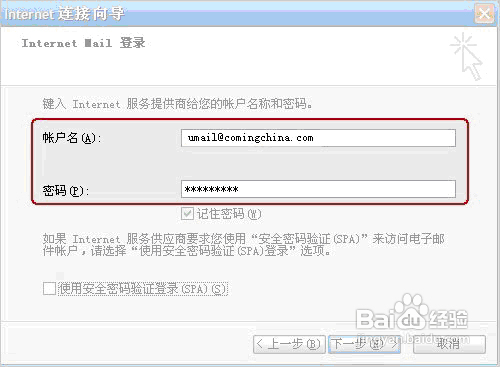 Internet 连接向导
Internet Mail 登录
键入 Internet 服务提供商给您的帐户名称和密码。
帐户名(A): umail@comingchina.com
密码(P): *********
记住密码(W)
如果 Internet 服务供应商要求您使用“安全密码验证(SPA)”来访问电子邮
件帐户,请选择“使用安全密码验证(SPA)登录”选项。
使用安全密码验证登录(SPA)(S)
Baidu 经验
jingyan.baidu.com
< 上一步(B) 下一步(N) > 取消